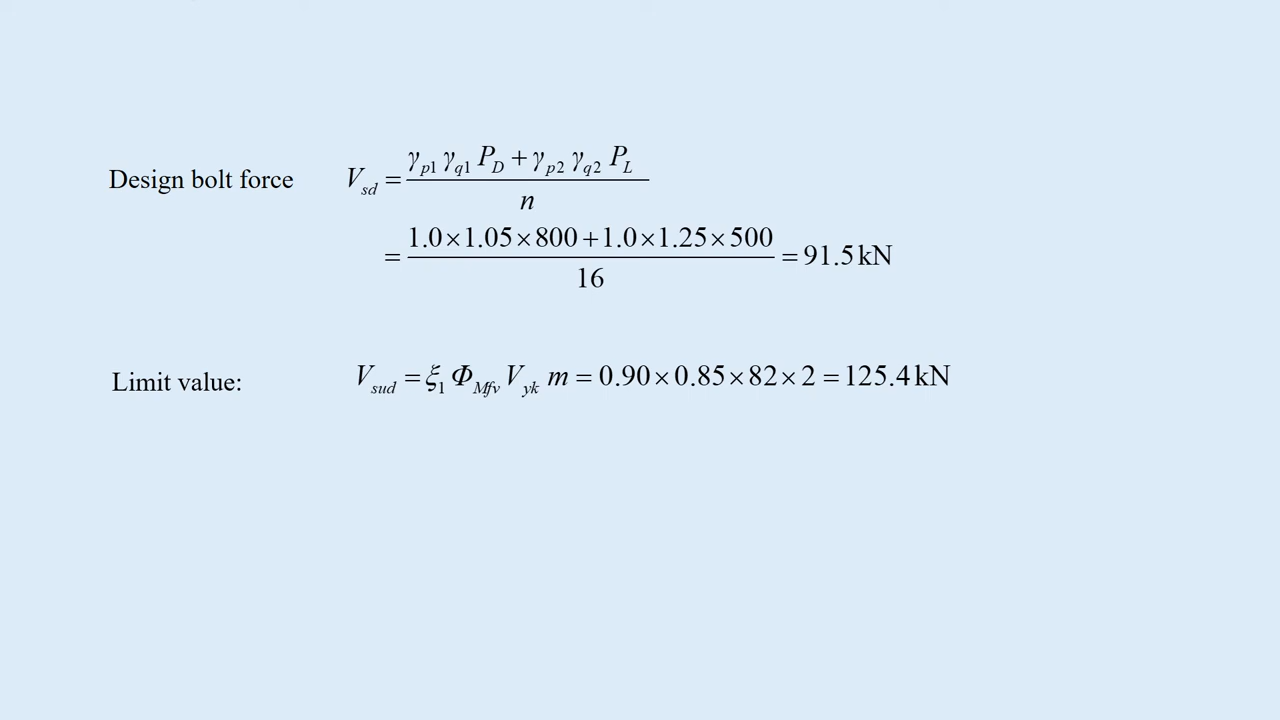 Design bolt force V_sd = (γ_p1 γ_q1 P_D + γ_p2 γ_q2 P_L) / n
= (1.0×1.05×800+1.0×1.25×500) / 16 = 91.5 kN
Limit value: V_sud = ξ_1 Φ_Mfv V_yk m = 0.90×0.85×82×2 = 125.4 kN